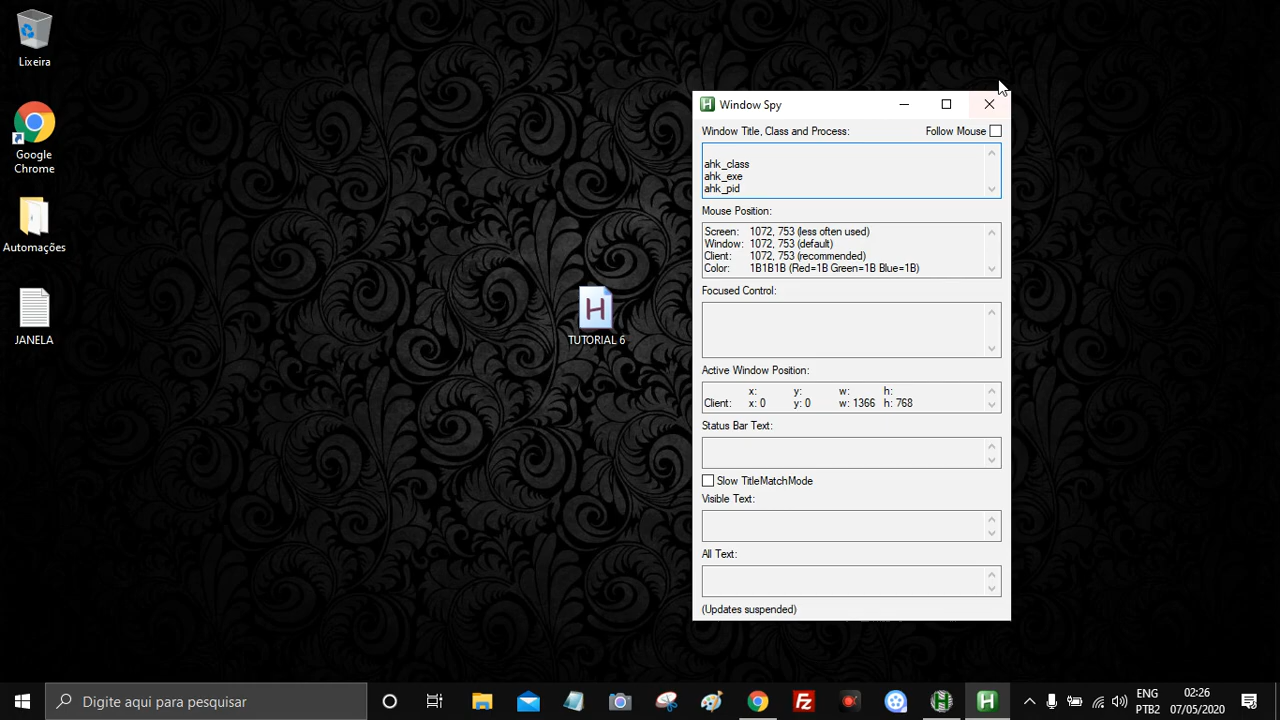 Lixeira
Google
Chrome
Automações
JANELA
TUTORIAL 6
Window Spy
Window Title, Class and Process:
Follow Mouse
ahk_class
ahk_exe
ahk_pid
Mouse Position:
Screen: 1072, 753 (less often used)
Window: 1072, 753 (default)
Client: 1072, 753 (recommended)
Color: 1B1B1B (Red=1B Green=1B Blue=1B)
Focused Control:
Active Window Position:
x: y: w: h:
Client: x: 0 y: 0 w: 1366 h: 768
Status Bar Text:
Slow TitleMatchMode
Visible Text:
All Text:
(Updates suspended)
Digite aqui para pesquisar
ENG
PTB2
02:26
07/05/2020